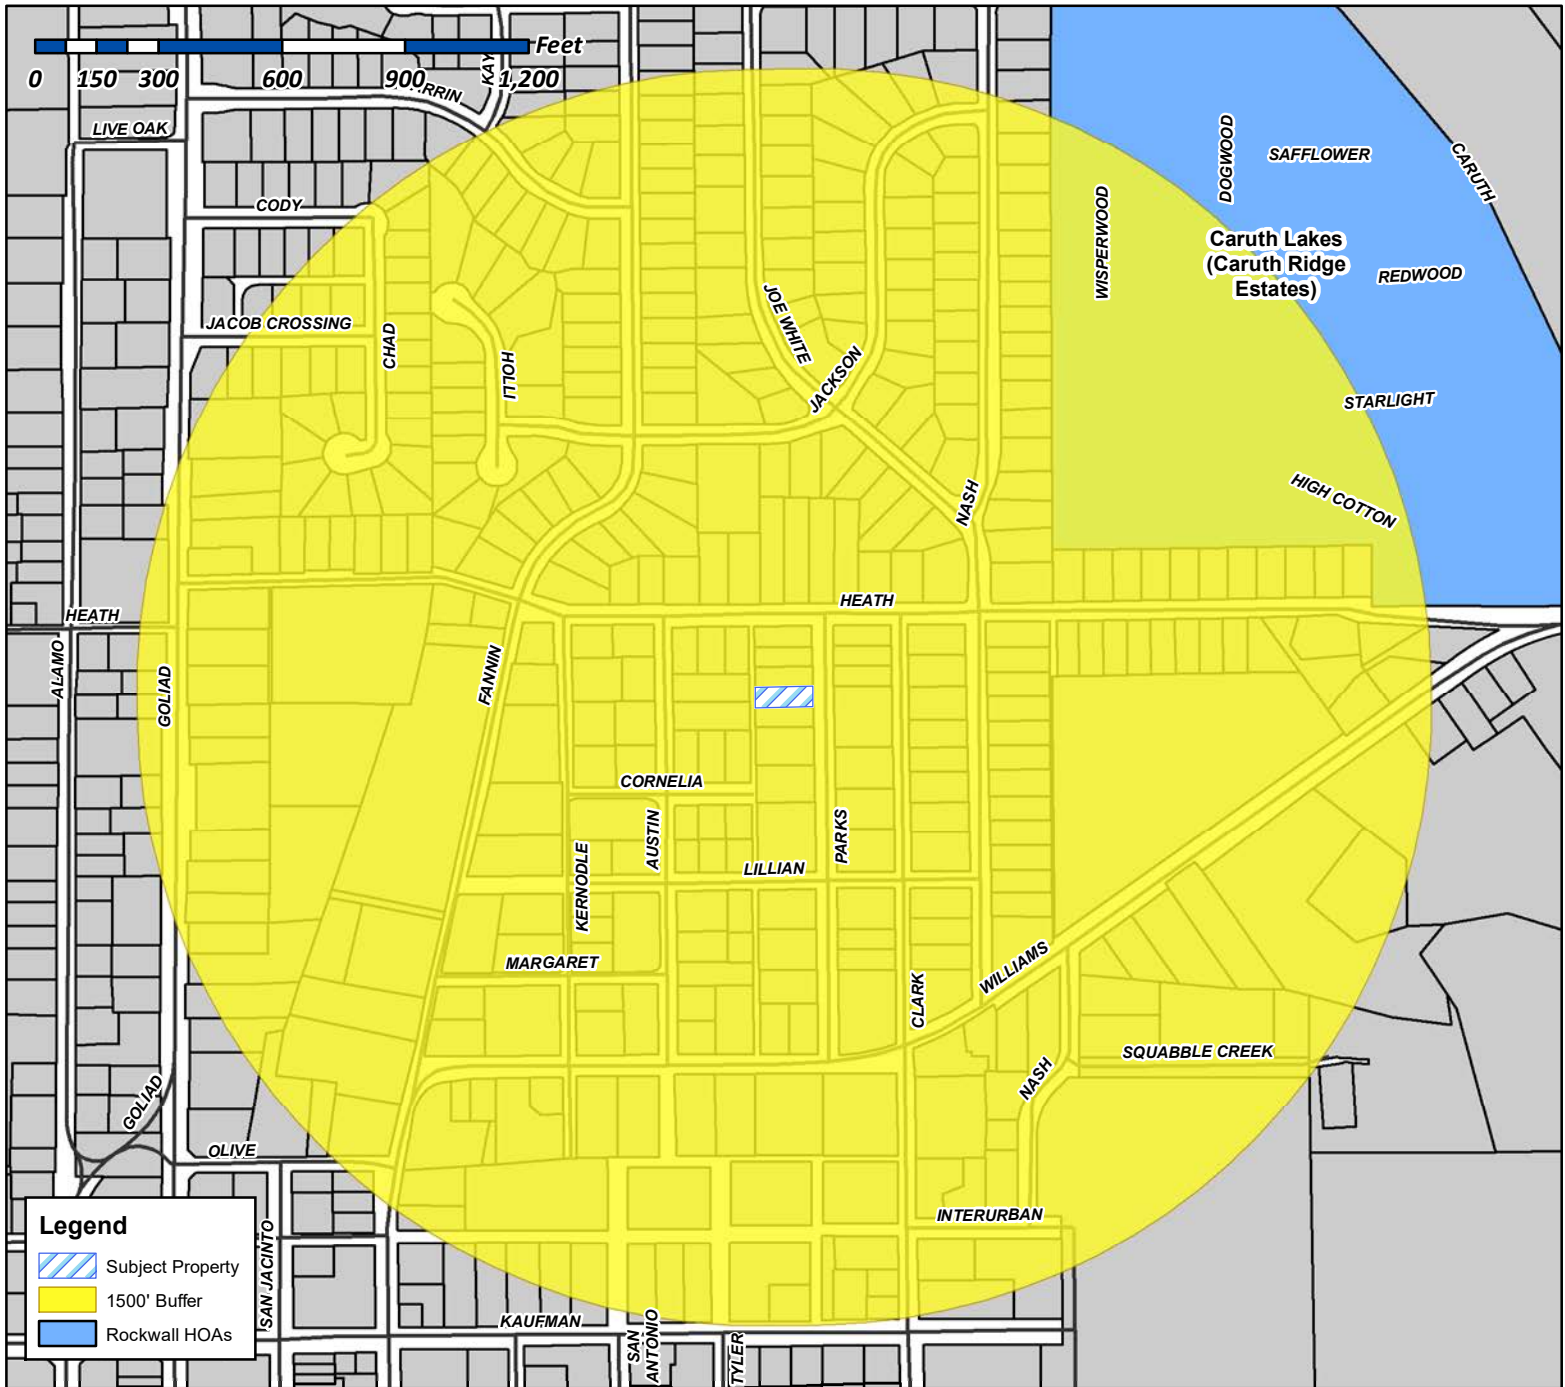 Feet
0 150 300 600 900 1,200
KAY
LIVE OAK
CODY
JACOB CROSSING
CHAD
HOLLI
JOE WHITE
JACKSON
NASH
WISPERWOOD
DOGWOOD
SAFFLOWER
CARUTH
Caruth Lakes
(Caruth Ridge
Estates)
REDWOOD
STARLIGHT
HIGH COTTON
HEATH
HEATH
ALAMO
GOLIAD
FANNIN
CORNELIA
AUSTIN
PARKS
KERNODLE
LILLIAN
MARGARET
CLARK
WILLIAMS
NASH
SQUABBLE CREEK
GOLIAD
OLIVE
INTERURBAN
SAN JACINTO
KAUFMAN
SAN
ANTONIO
TYLER
Legend
Subject Property
1500' Buffer
Rockwall HOAs